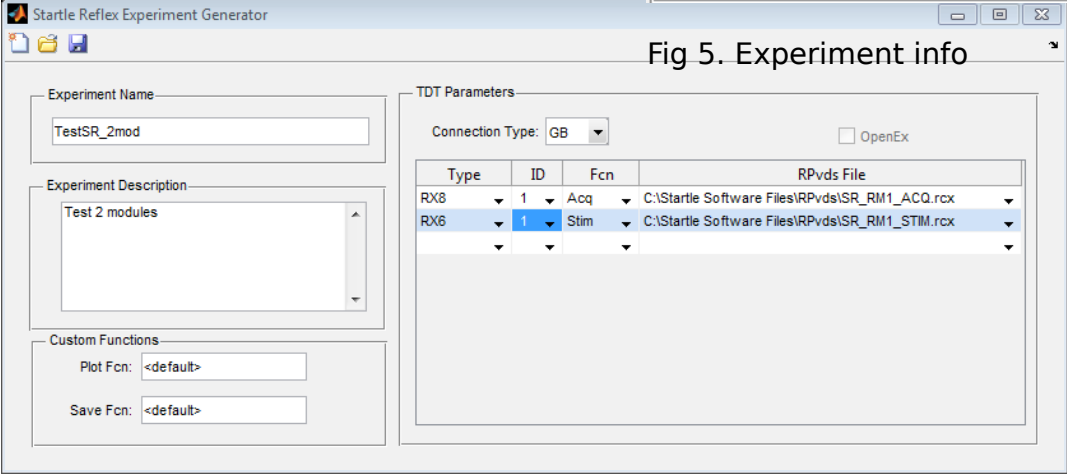 Startle Reflex Experiment Generator
Fig 5. Experiment info
Experiment Name
TestSR_2mod
Experiment Description
Test 2 modules
Custom Functions
Plot Fcn: <default>
Save Fcn: <default>
TDT Parameters
Connection Type: GB
OpenEx
Type ID Fcn RPvds File
RX8 1 Acq C:\Startle Software Files\RPvds\SR_RM1_ACQ.rcx
RX6 1 Stim C:\Startle Software Files\RPvds\SR_RM1_STIM.rcx